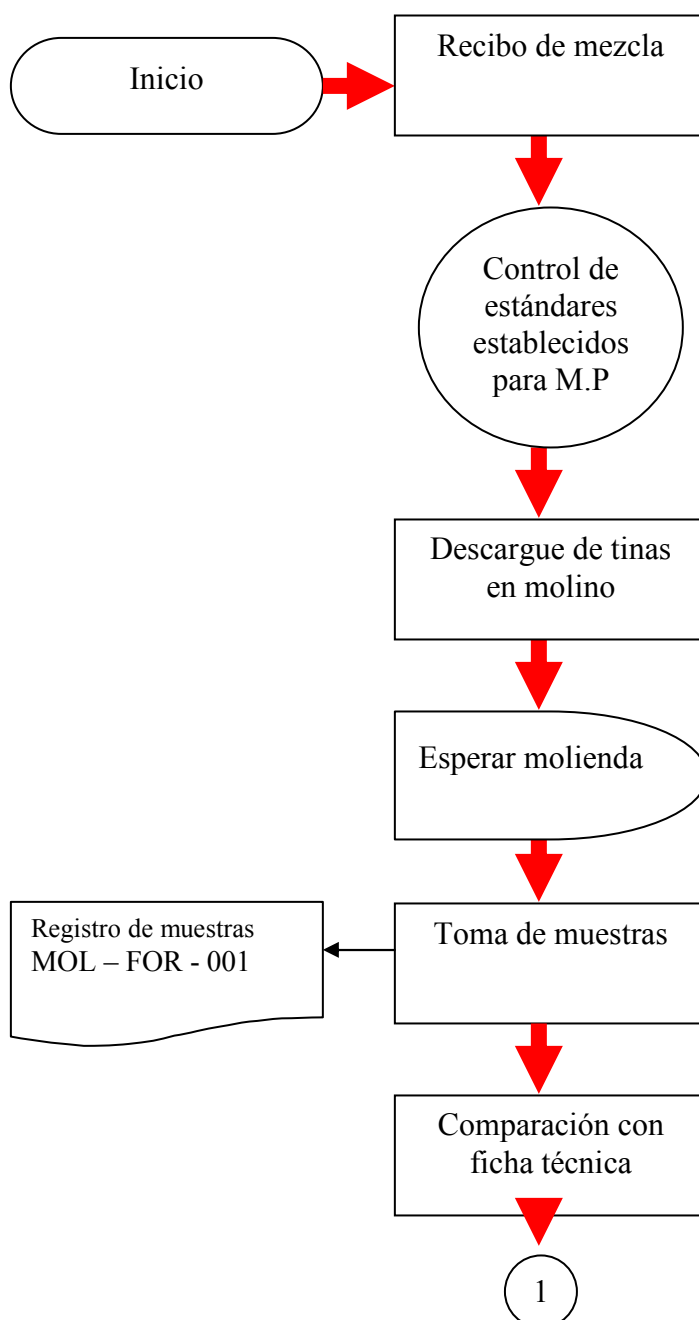 Inicio
Recibo de mezcla
Control de
estándares
establecidos
para M.P
Descargue de tinas
en molino
Esperar molienda
Toma de muestras
Registro de muestras
MOL – FOR - 001
Comparación con
ficha técnica
1